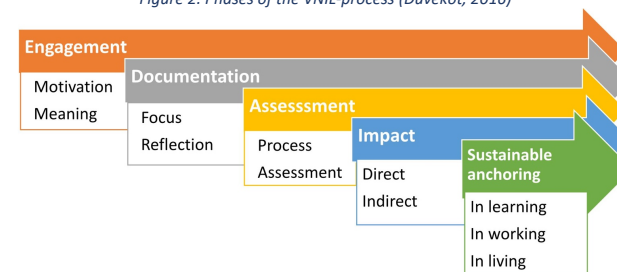 Figure 2: Phases of the VNIL-process (Duvekot, 2016)
Engagement
Motivation
Meaning
Documentation
Focus
Reflection
Assesssment
Process
Assessment
Impact
Direct
Indirect
Sustainable
anchoring
In learning
In working
In living